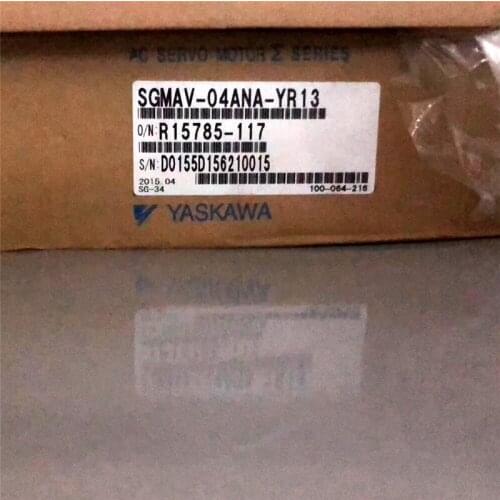 AC SERVO MOTOR Σ SERIES
SGMAV-04ANA-YR13
O/N:R15785-117
S/N:D0155D156210015
2015.04
SG-34 100-064-216
YASKAWA